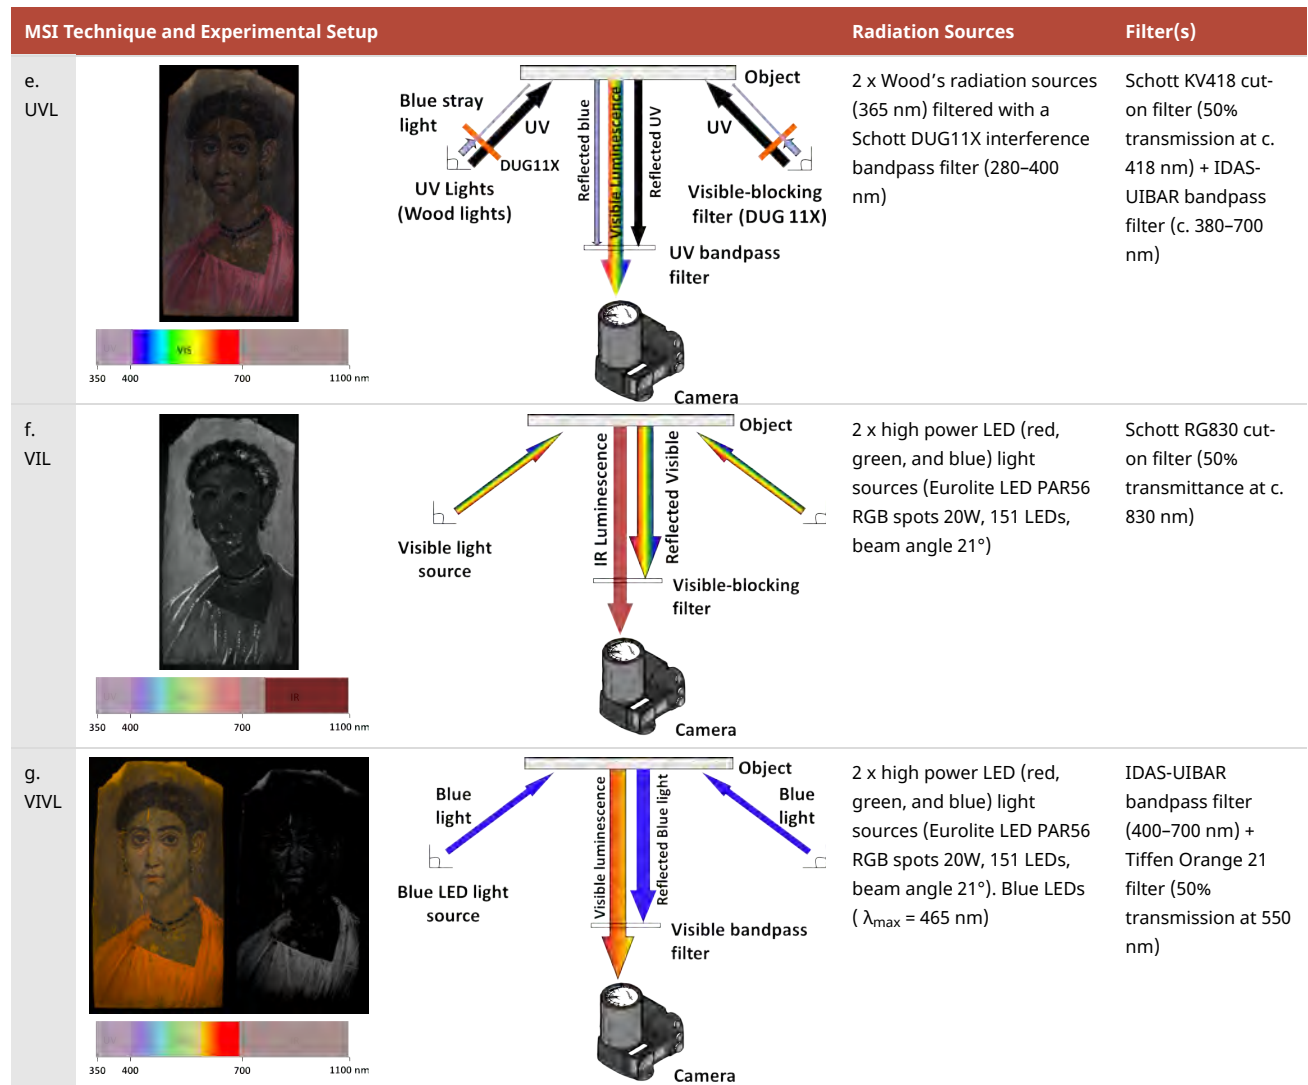 MSI Technique and Experimental Setup
Radiation Sources
Filter(s)
e.
UVL
Object
Blue stray
light
UV
DUG11X
UV Lights
(Wood lights)
Reflected blue
Visible Luminescence
Reflected UV
UV
Visible-blocking
filter (DUG 11X)
UV bandpass
filter
Camera
VIS
350 400 700 1100 nm
2 x Wood’s radiation sources
(365 nm) filtered with a
Schott DUG11X interference
bandpass filter (280–400
nm)
Schott KV418 cut-
on filter (50%
transmission at c.
418 nm) + IDAS-
UIBAR bandpass
filter (c. 380–700
nm)
f.
VIL
Object
IR Luminescence
Reflected Visible
Visible light
source
Visible-blocking
filter
Camera
IR
350 400 700 1100 nm
2 x high power LED (red,
green, and blue) light
sources (Eurolite LED PAR56
RGB spots 20W, 151 LEDs,
beam angle 21°)
Schott RG830 cut-
on filter (50%
transmittance at c.
830 nm)
g.
VIVL
Object
Blue
light
Blue LED light
source
Visible luminescence
Reflected Blue light
Blue
light
Visible bandpass
filter
Camera
350 400 700 1100 nm
2 x high power LED (red,
green, and blue) light
sources (Eurolite LED PAR56
RGB spots 20W, 151 LEDs,
beam angle 21°). Blue LEDs
( λmax = 465 nm)
IDAS-UIBAR
bandpass filter
(400–700 nm) +
Tiffen Orange 21
filter (50%
transmission at 550
nm)